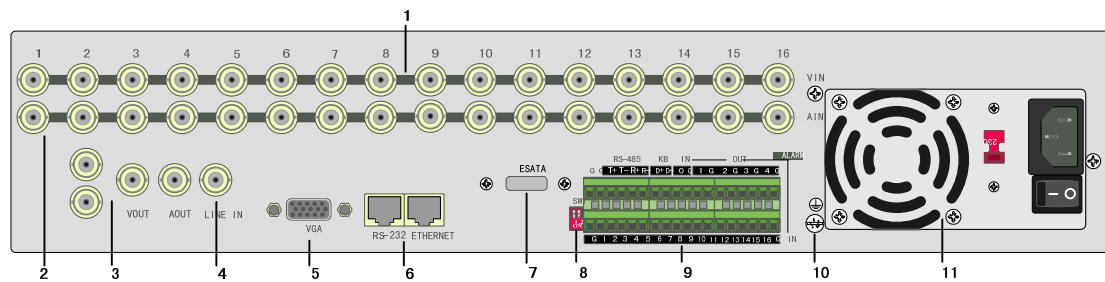 1
1 2 3 4 5 6 7 8 9 10 11 12 13 14 15 16
VIN
AIN
ESATA
ALARM
RS-485 KB IN OUT
G G T+ T- R+ R- D+ D- 0 G 1 G 2 G 3 G 4 G
SW
VOUT AOUT LINE IN
VGA
RS-232 ETHERNET
G 1 2 3 4 5 6 7 8 9 10 11 12 13 14 15 16 G
IN
2 3 4 5 6 7 8 9 10 11